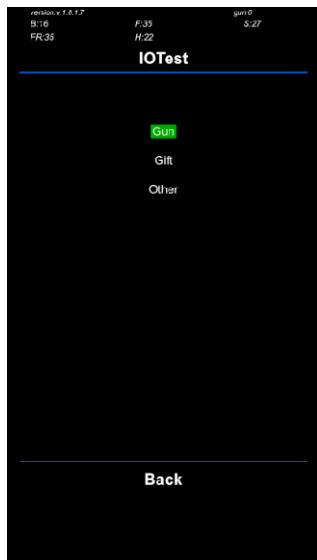 version.v.1.6.1.7 gun:0
B:16 F:35 S:27
FR:35 H:22
IOTest
Gun
Gift
Other
Back